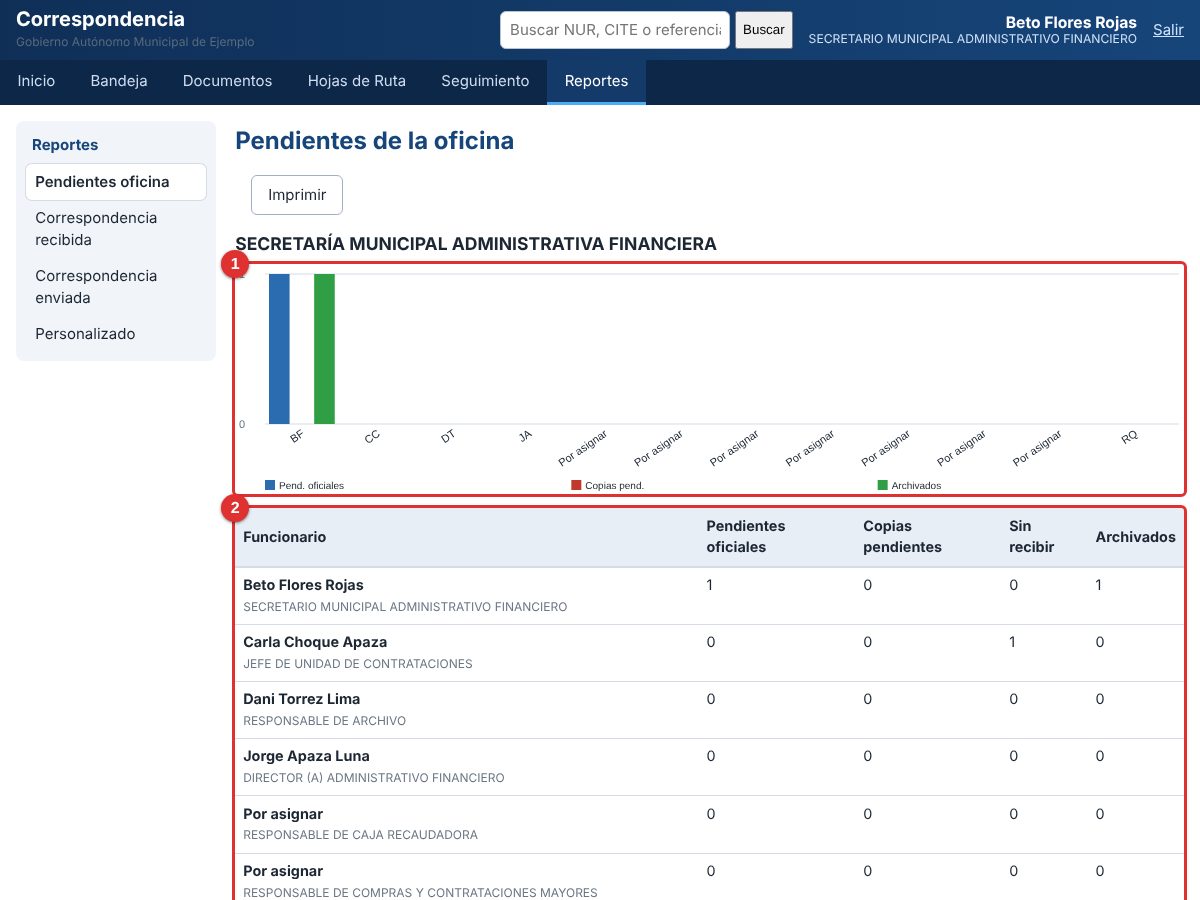 Correspondencia
Gobierno Autónomo Municipal de Ejemplo
Buscar NUR, CITE o referencia
Buscar
Beto Flores Rojas
SECRETARIO MUNICIPAL ADMINISTRATIVO FINANCIERO
Salir
Inicio
Bandeja
Documentos
Hojas de Ruta
Seguimiento
Reportes
Reportes
Pendientes oficina
Correspondencia
recibida
Correspondencia
enviada
Personalizado
Pendientes de la oficina
Imprimir
SECRETARÍA MUNICIPAL ADMINISTRATIVA FINANCIERA
1
0
BF
CC
DT
JA
Por asignar
Por asignar
Por asignar
Por asignar
Por asignar
Por asignar
Por asignar
RQ
Pend. oficiales
Copias pend.
Archivados
2
Funcionario
Pendientes
oficiales
Copias
pendientes
Sin
recibir
Archivados
Beto Flores Rojas
SECRETARIO MUNICIPAL ADMINISTRATIVO FINANCIERO
1 0 0 1
Carla Choque Apaza
JEFE DE UNIDAD DE CONTRATACIONES
0 0 1 0
Dani Torrez Lima
RESPONSABLE DE ARCHIVO
0 0 0 0
Jorge Apaza Luna
DIRECTOR (A) ADMINISTRATIVO FINANCIERO
0 0 0 0
Por asignar
RESPONSABLE DE CAJA RECAUDADORA
0 0 0 0
Por asignar
RESPONSABLE DE COMPRAS Y CONTRATACIONES MAYORES
0 0 0 0